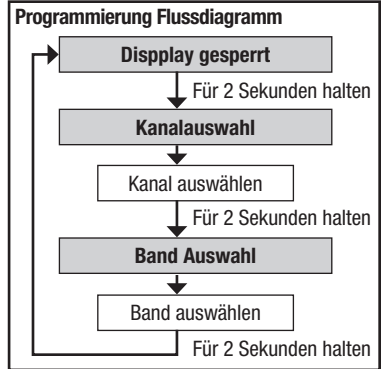 Programmierung Flussdiagramm
Dispplay gesperrt
Für 2 Sekunden halten
Kanalauswahl
Kanal auswählen
Für 2 Sekunden halten
Band Auswahl
Band auswählen
Für 2 Sekunden halten